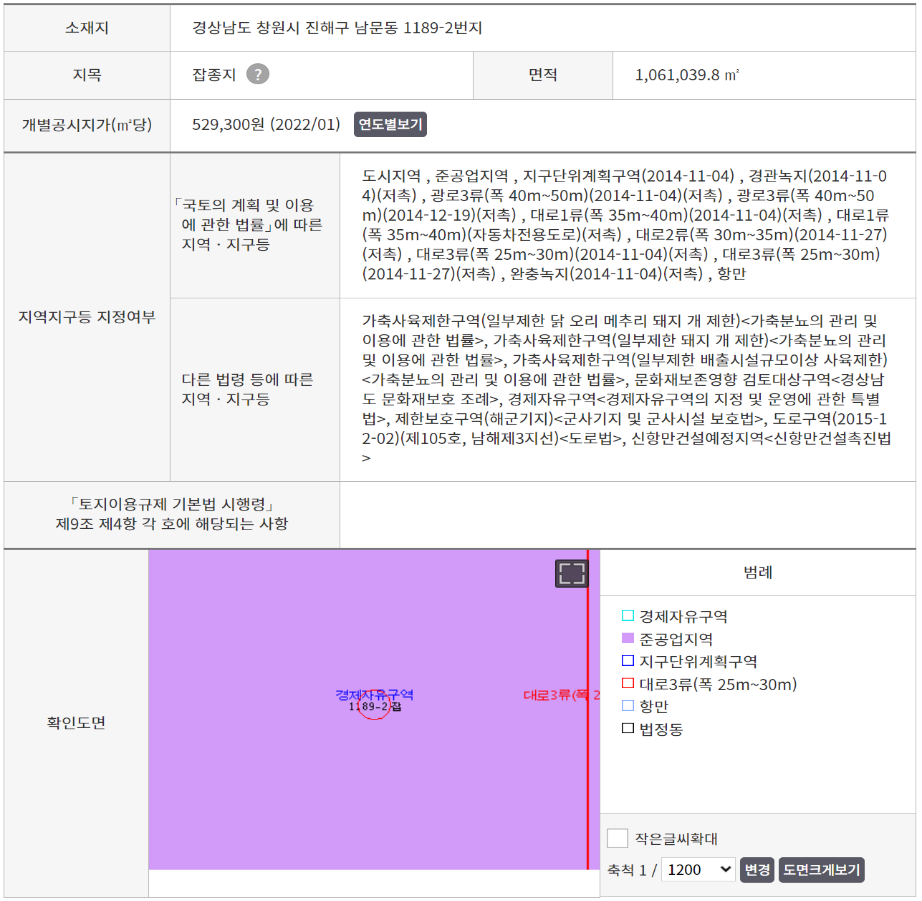 소재지
경상남도 창원시 진해구 남문동 1189-2번지
지목
잡종지 ?
면적
1,061,039.8 ㎡
개별공시지가(㎡당)
529,300원 (2022/01) 연도별보기
지역지구등 지정여부
「국토의 계획 및 이용
에 관한 법률」에 따른
지역ㆍ지구등
도시지역 , 준공업지역 , 지구단위계획구역(2014-11-04) , 경관녹지(2014-11-0
4)(저촉) , 광로3류(폭 40m~50m)(2014-11-04)(저촉) , 광로3류(폭 40m~50
m)(2014-12-19)(저촉) , 대로1류(폭 35m~40m)(2014-11-04)(저촉) , 대로1류
(폭 35m~40m)(자동차전용도로)(저촉) , 대로2류(폭 30m~35m)(2014-11-27)
(저촉) , 대로3류(폭 25m~30m)(2014-11-04)(저촉) , 대로3류(폭 25m~30m)
(2014-11-27)(저촉) , 완충녹지(2014-11-04)(저촉) , 항만
다른 법령 등에 따른
지역ㆍ지구등
가축사육제한구역(일부제한 닭 오리 메추리 돼지 개 제한)<가축분뇨의 관리 및
이용에 관한 법률>, 가축사육제한구역(일부제한 돼지 개 제한)<가축분뇨의 관리
및 이용에 관한 법률>, 가축사육제한구역(일부제한 배출시설규모이상 사육제한)
<가축분뇨의 관리 및 이용에 관한 법률>, 문화재보존영향 검토대상구역<경상남
도 문화재보호 조례>, 경제자유구역<경제자유구역의 지정 및 운영에 관한 특별
법>, 제한보호구역(해군기지)<군사기지 및 군사시설 보호법>, 도로구역(2015-1
2-02)(제105호, 남해제3지선)<도로법>, 신항만건설예정지역<신항만건설촉진법
>
「토지이용규제 기본법 시행령」
제9조 제4항 각 호에 해당되는 사항
확인도면
경제자유구역
1189-2 잡
대로3류(폭 2
범례
경제자유구역
준공업지역
지구단위계획구역
대로3류(폭 25m~30m)
항만
법정동
작은글씨확대
축척 1 / 1200 변경 도면크게보기